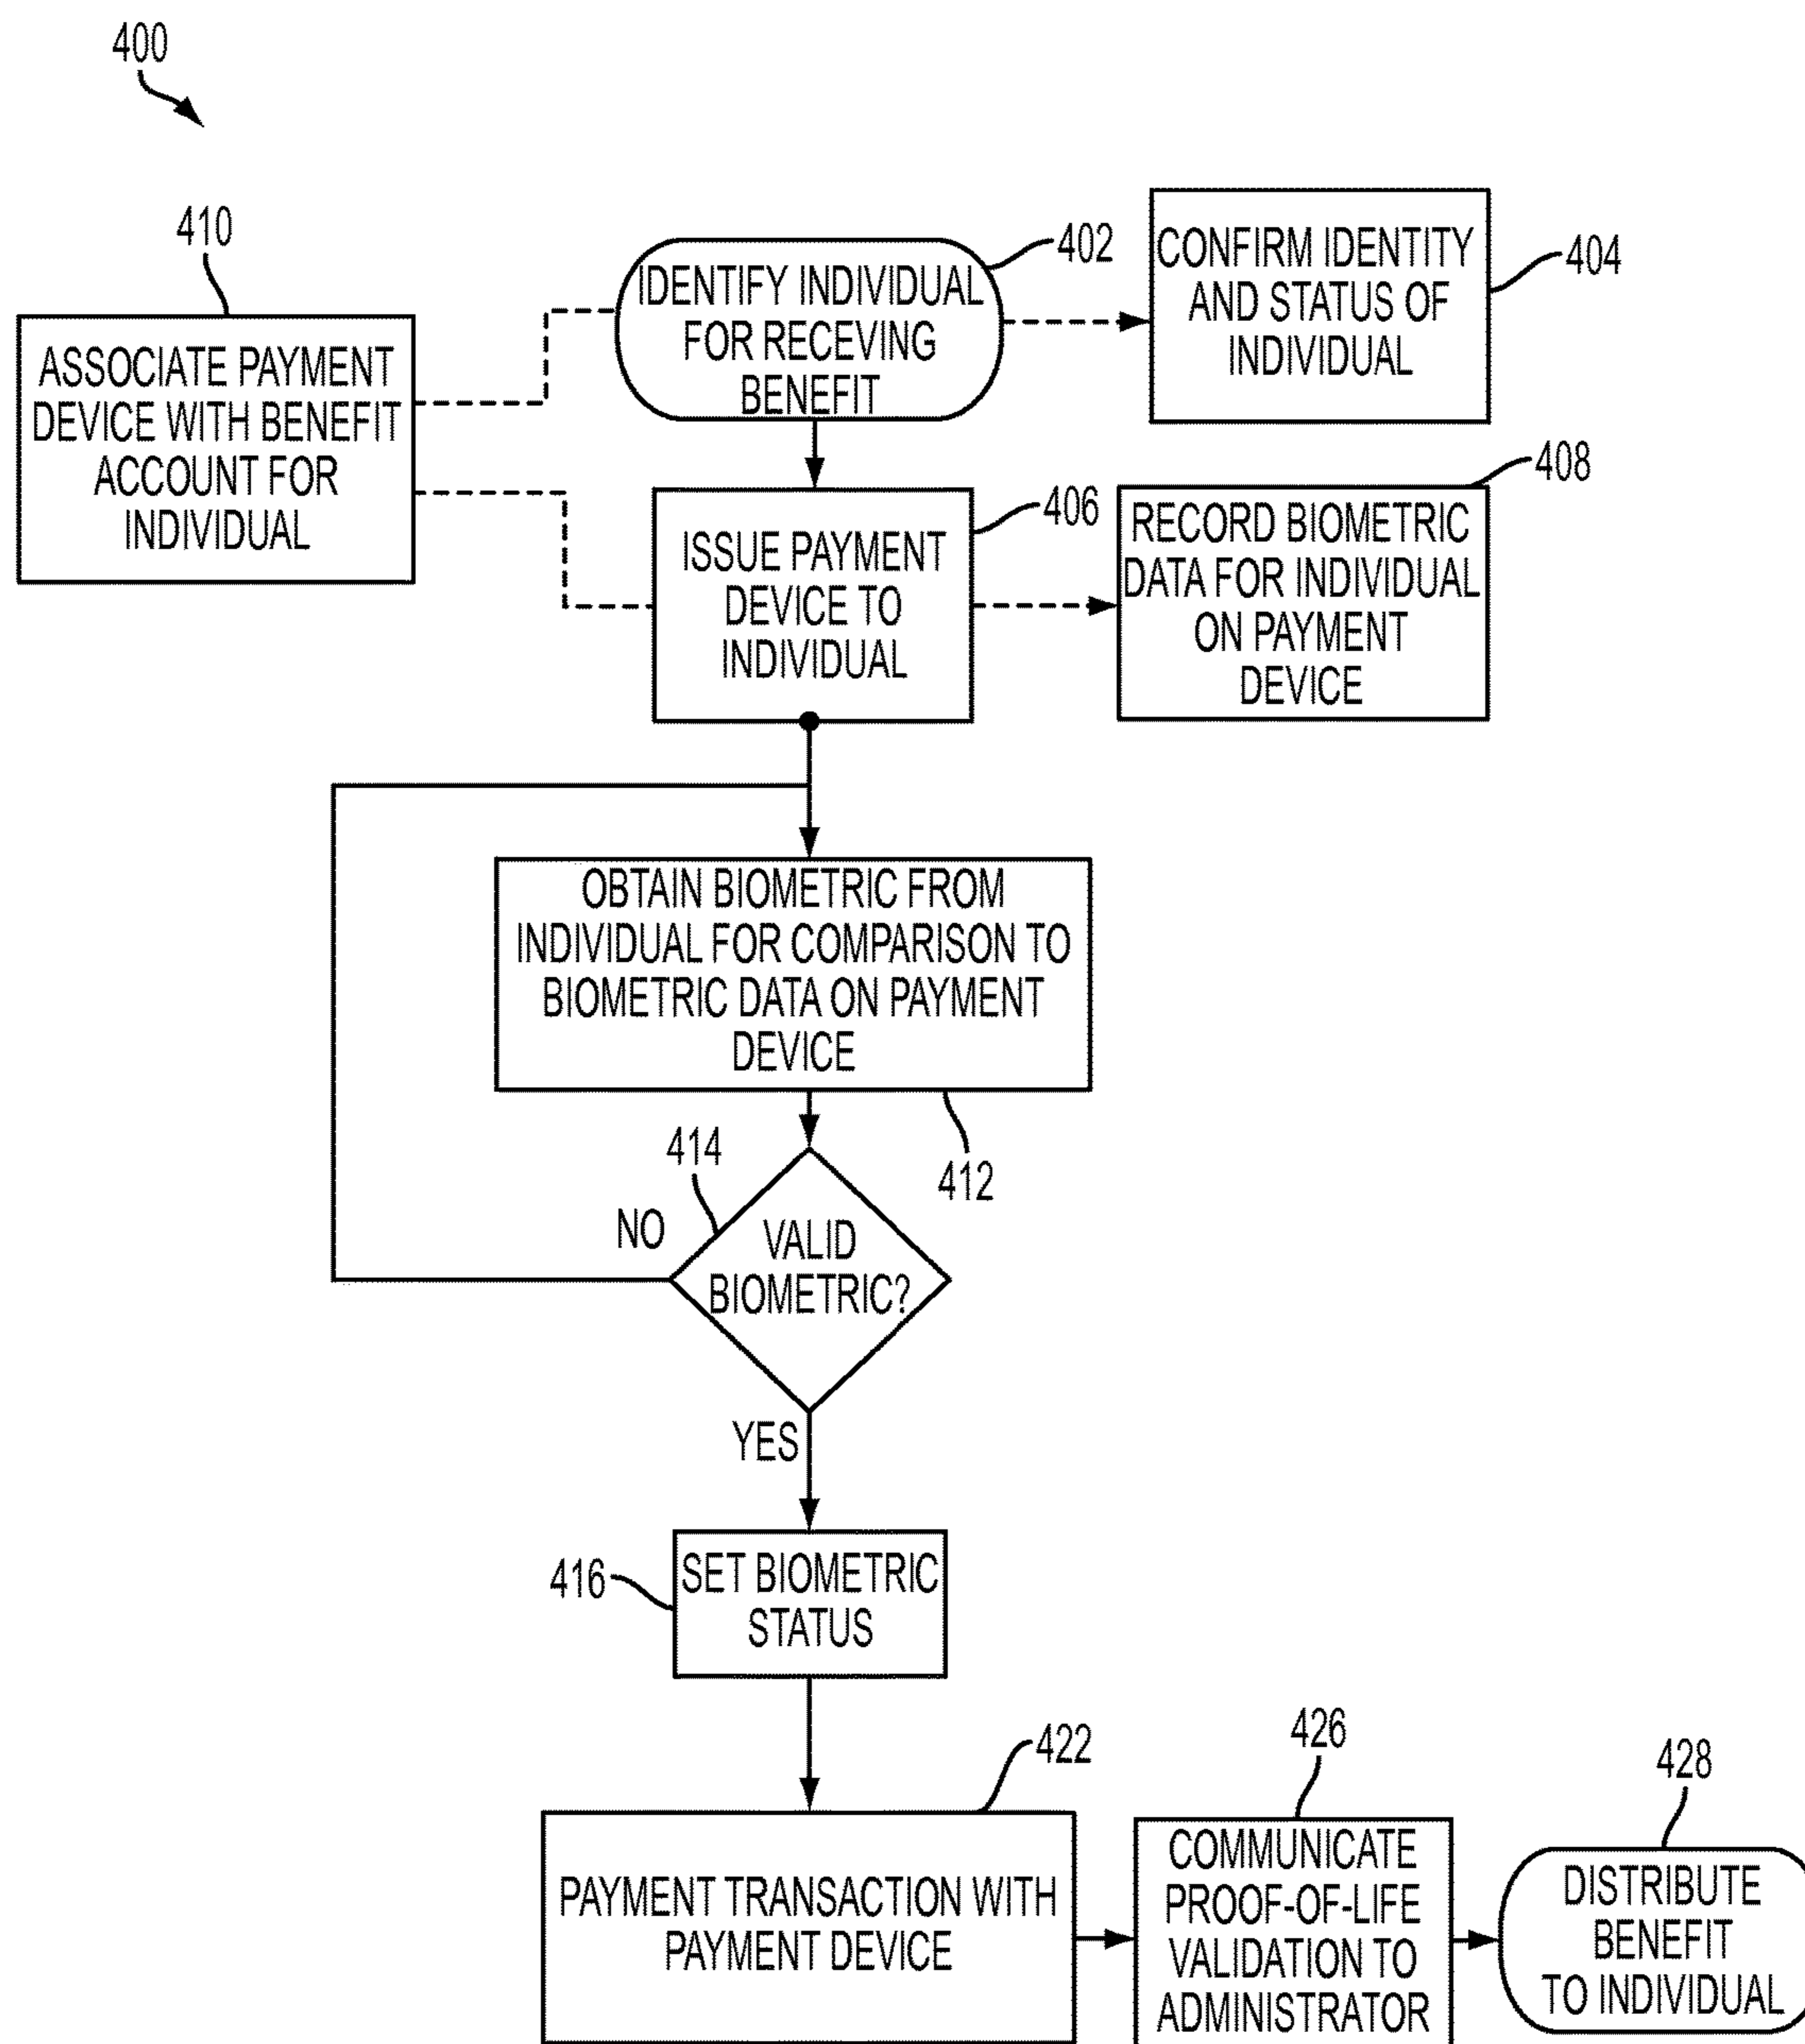 400
410
402
404
IDENTIFY INDIVIDUAL
FOR RECEVING
BENEFIT
CONFIRM IDENTITY
AND STATUS OF
INDIVIDUAL
ASSOCIATE PAYMENT
DEVICE WITH BENEFIT
ACCOUNT FOR
INDIVIDUAL
406
408
ISSUE PAYMENT
DEVICE TO
INDIVIDUAL
RECORD BIOMETRIC
DATA FOR INDIVIDUAL
ON PAYMENT
DEVICE
OBTAIN BIOMETRIC FROM
INDIVIDUAL FOR COMPARISON TO
BIOMETRIC DATA ON PAYMENT
DEVICE
412
414
NO
VALID
BIOMETRIC?
YES
416
SET BIOMETRIC
STATUS
422
PAYMENT TRANSACTION WITH
PAYMENT DEVICE
426
COMMUNICATE
PROOF-OF-LIFE
VALIDATION TO
ADMINISTRATOR
428
DISTRIBUTE
BENEFIT
TO INDIVIDUAL